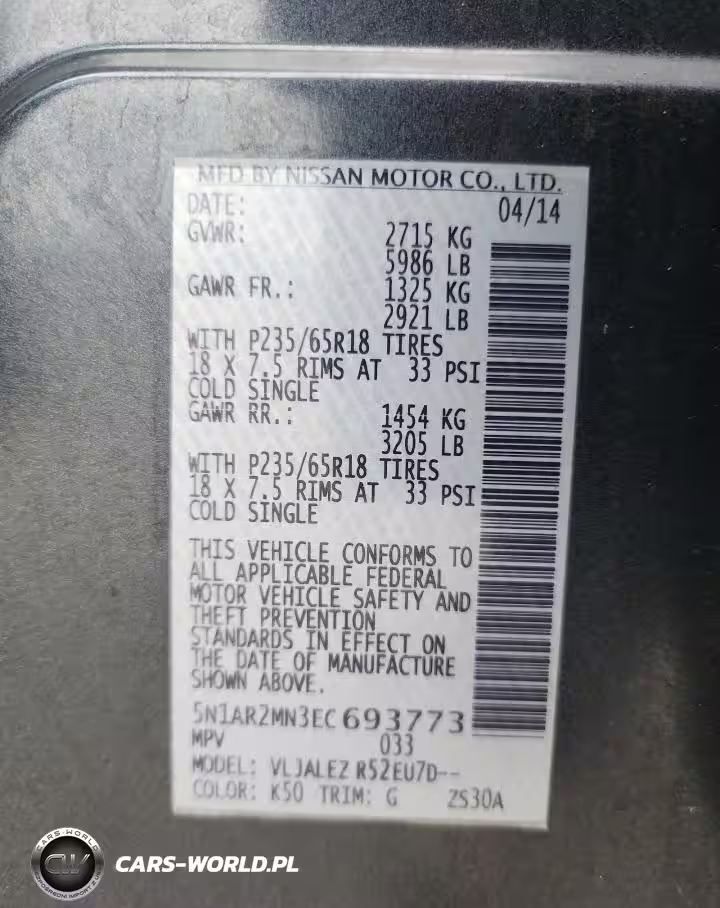 MFD BY NISSAN MOTOR CO., LTD.
DATE: 04/14
GVWR: 2715 KG
5986 LB
GAWR FR.: 1325 KG
2921 LB
WITH P235/65R18 TIRES
18 X 7.5 RIMS AT 33 PSI
COLD SINGLE
GAWR RR.: 1454 KG
3205 LB
WITH P235/65R18 TIRES
18 X 7.5 RIMS AT 33 PSI
COLD SINGLE
THIS VEHICLE CONFORMS TO
ALL APPLICABLE FEDERAL
MOTOR VEHICLE SAFETY AND
THEFT PREVENTION
STANDARDS IN EFFECT ON
THE DATE OF MANUFACTURE
SHOWN ABOVE.
5N1AR2MN3EC693773
MPV 033
MODEL: VLJALEZ R52EU7D--
COLOR: K50 TRIM: G ZS30A
CARS-WORLD
CW
CARS-WORLD.PL